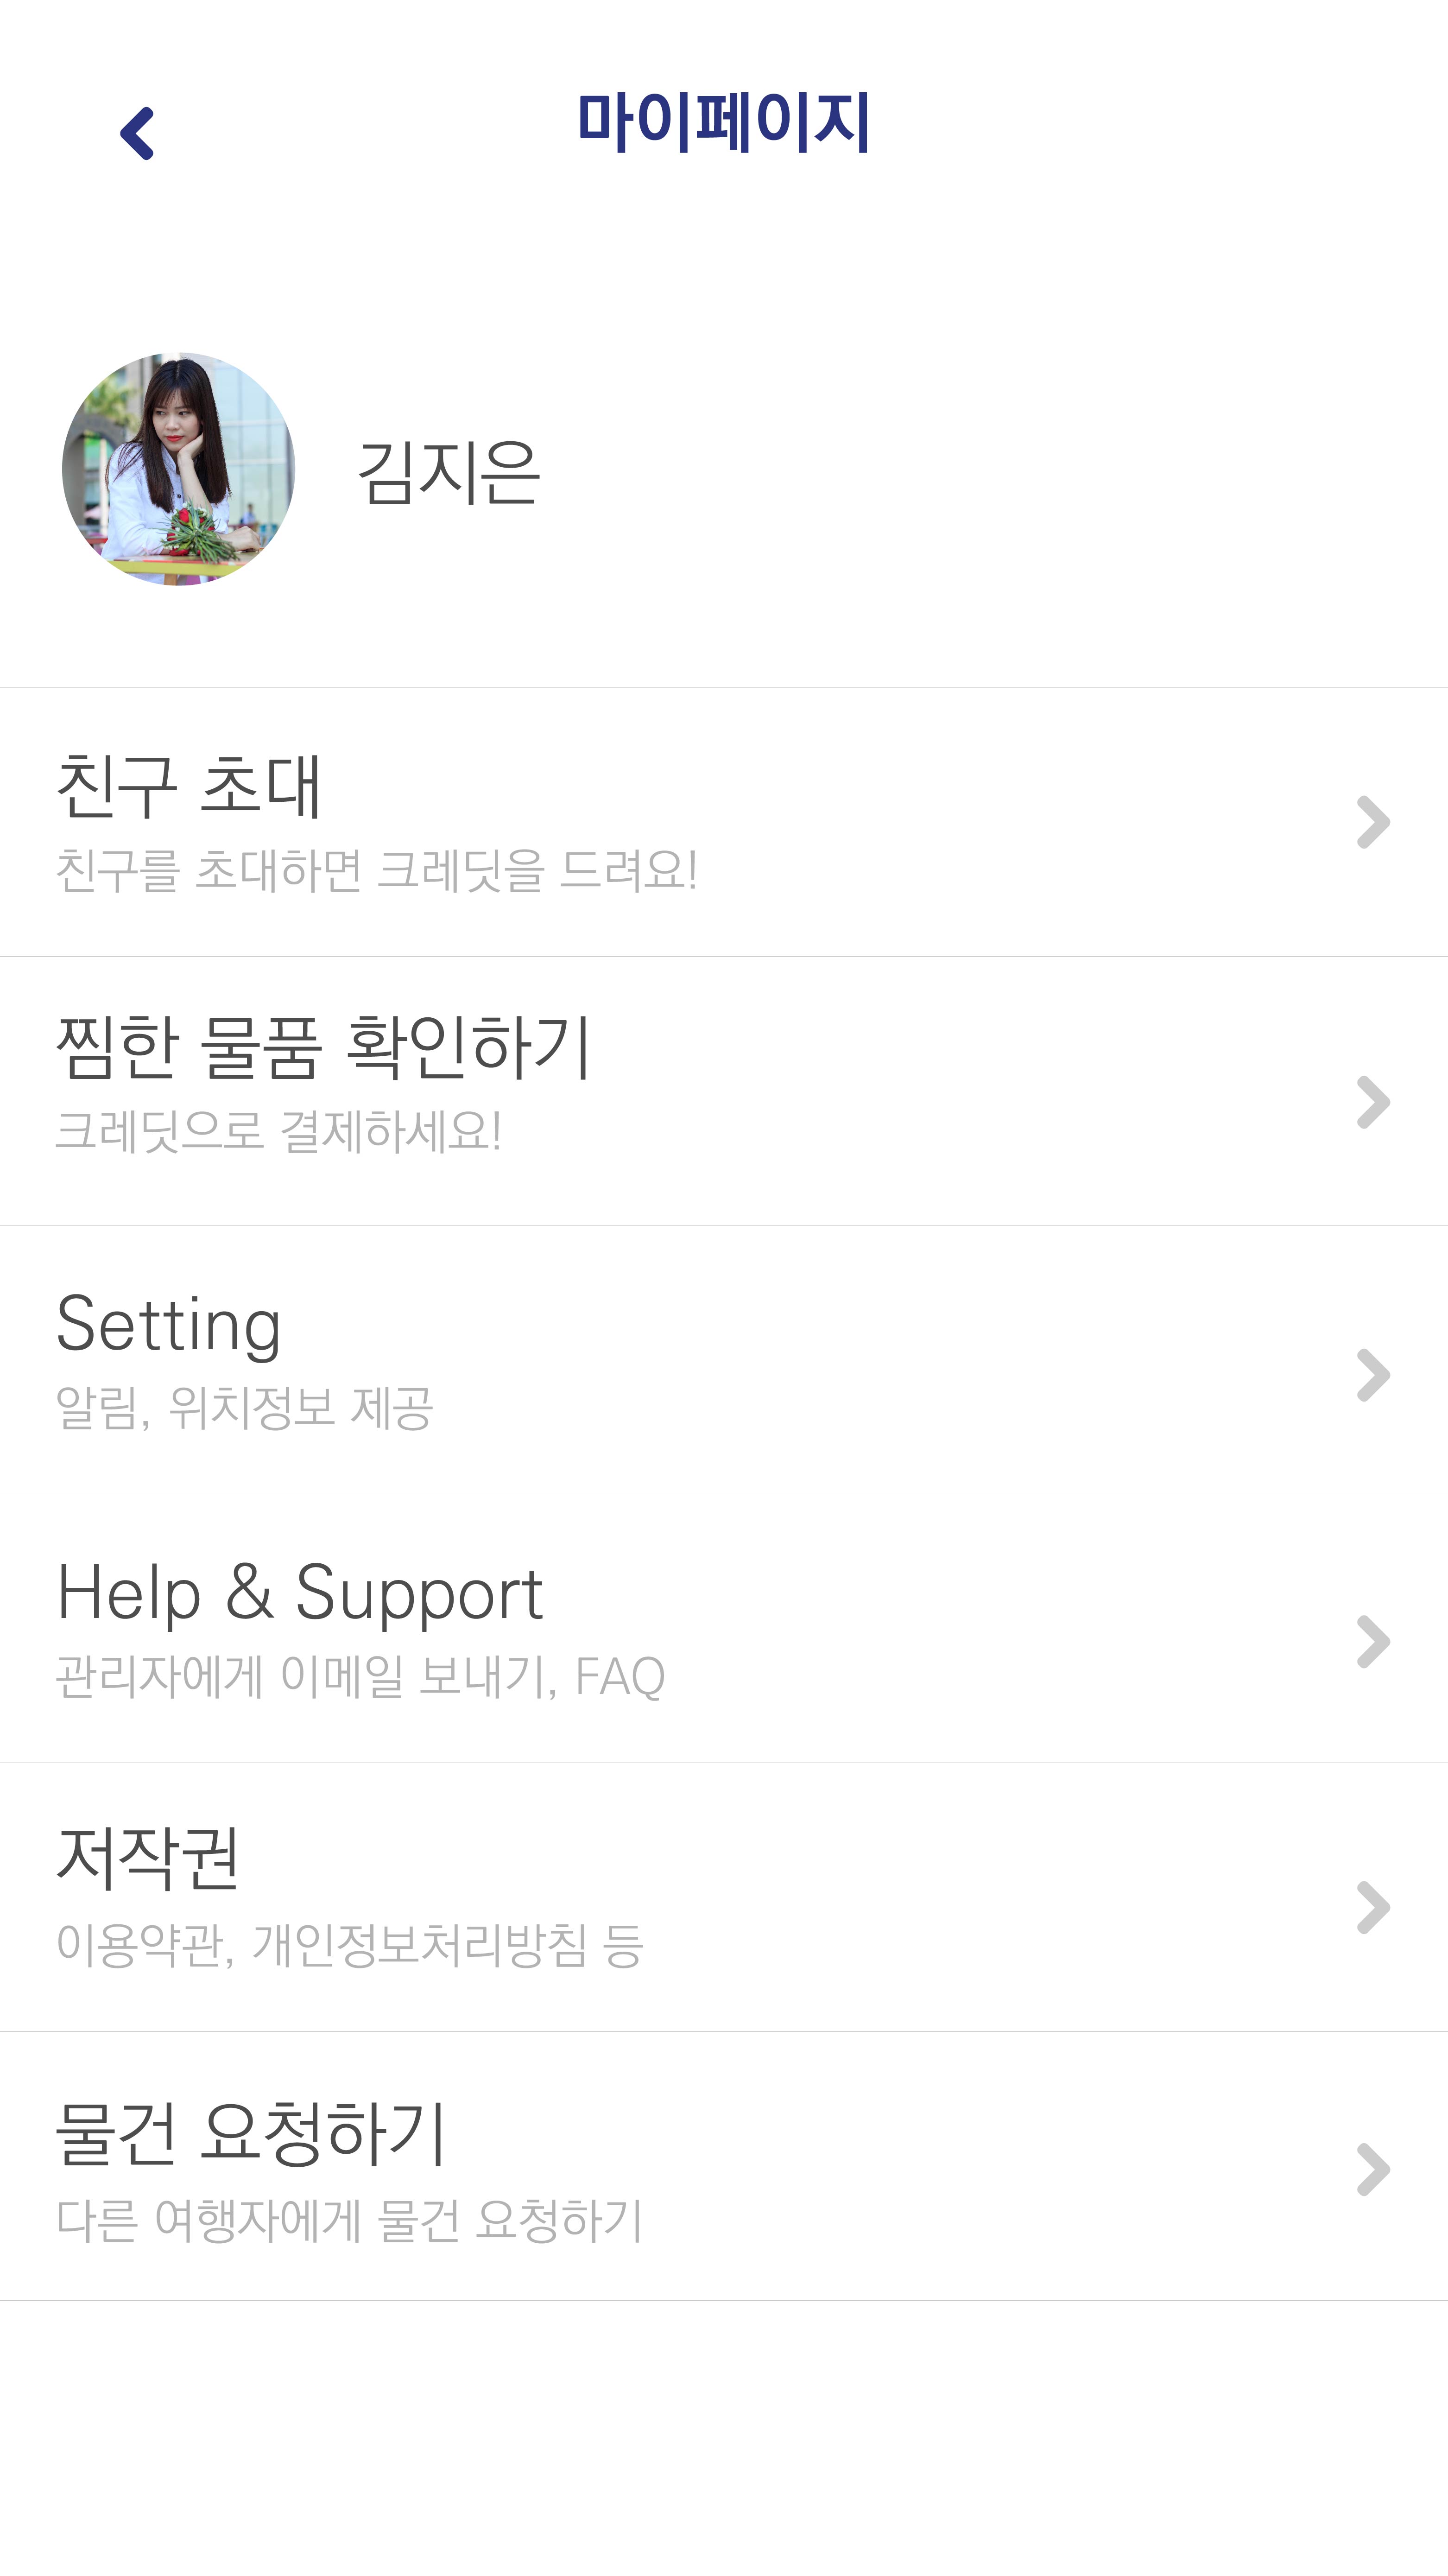 마이페이지
김지은
친구 초대
친구를 초대하면 크레딧을 드려요!
찜한 물품 확인하기
크레딧으로 결제하세요!
Setting
알림, 위치정보 제공
Help & Support
관리자에게 이메일 보내기, FAQ
저작권
이용약관, 개인정보처리방침 등
물건 요청하기
다른 여행자에게 물건 요청하기